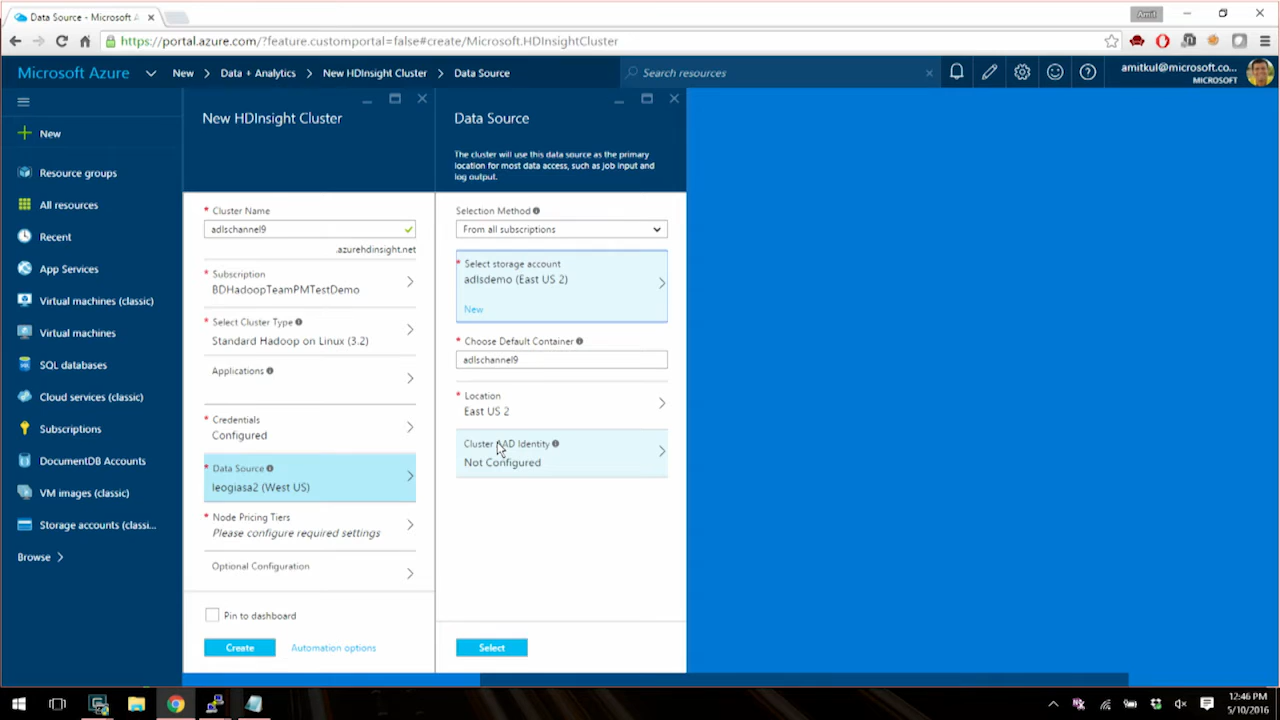 Data Source - Microsoft A
Amit
https://portal.azure.com/?feature.customportal=false#create/Microsoft.HDInsightCluster
Microsoft Azure
New > Data + Analytics > New HDInsight Cluster > Data Source
Search resources
amitkul@microsoft.co...
MICROSOFT
New
Resource groups
All resources
Recent
App Services
Virtual machines (classic)
Virtual machines
SQL databases
Cloud services (classic)
Subscriptions
DocumentDB Accounts
VM images (classic)
Storage accounts (classi...
Browse >
New HDInsight Cluster
* Cluster Name
adlschannel9
.azurehdinsight.net
* Subscription
BDHadoopTeamPMTestDemo
* Select Cluster Type
Standard Hadoop on Linux (3.2)
Applications
* Credentials
Configured
* Data Source
leogiasa2 (West US)
* Node Pricing Tiers
Please configure required settings
Optional Configuration
Pin to dashboard
Create
Automation options
Data Source
The cluster will use this data source as the primary
location for most data access, such as job input and
log output.
Selection Method
From all subscriptions
* Select storage account
adlsdemo (East US 2)
New
* Choose Default Container
adlschannel9
* Location
East US 2
Cluster AAD Identity
Not Configured
Select
12:46 PM
5/10/2016